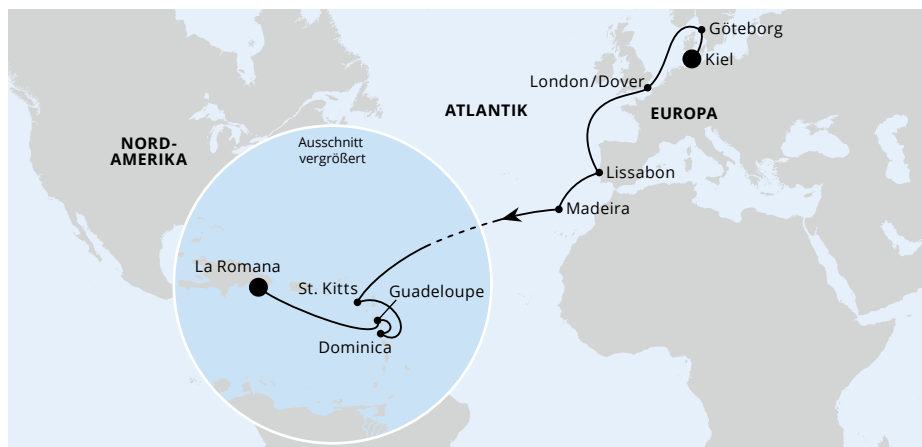 Göteborg
Kiel
London/Dover
ATLANTIK
EUROPA
NORD-
AMERIKA
Ausschnitt
vergrößert
Lissabon
Madeira
La Romana
St. Kitts
Guadeloupe
Dominica